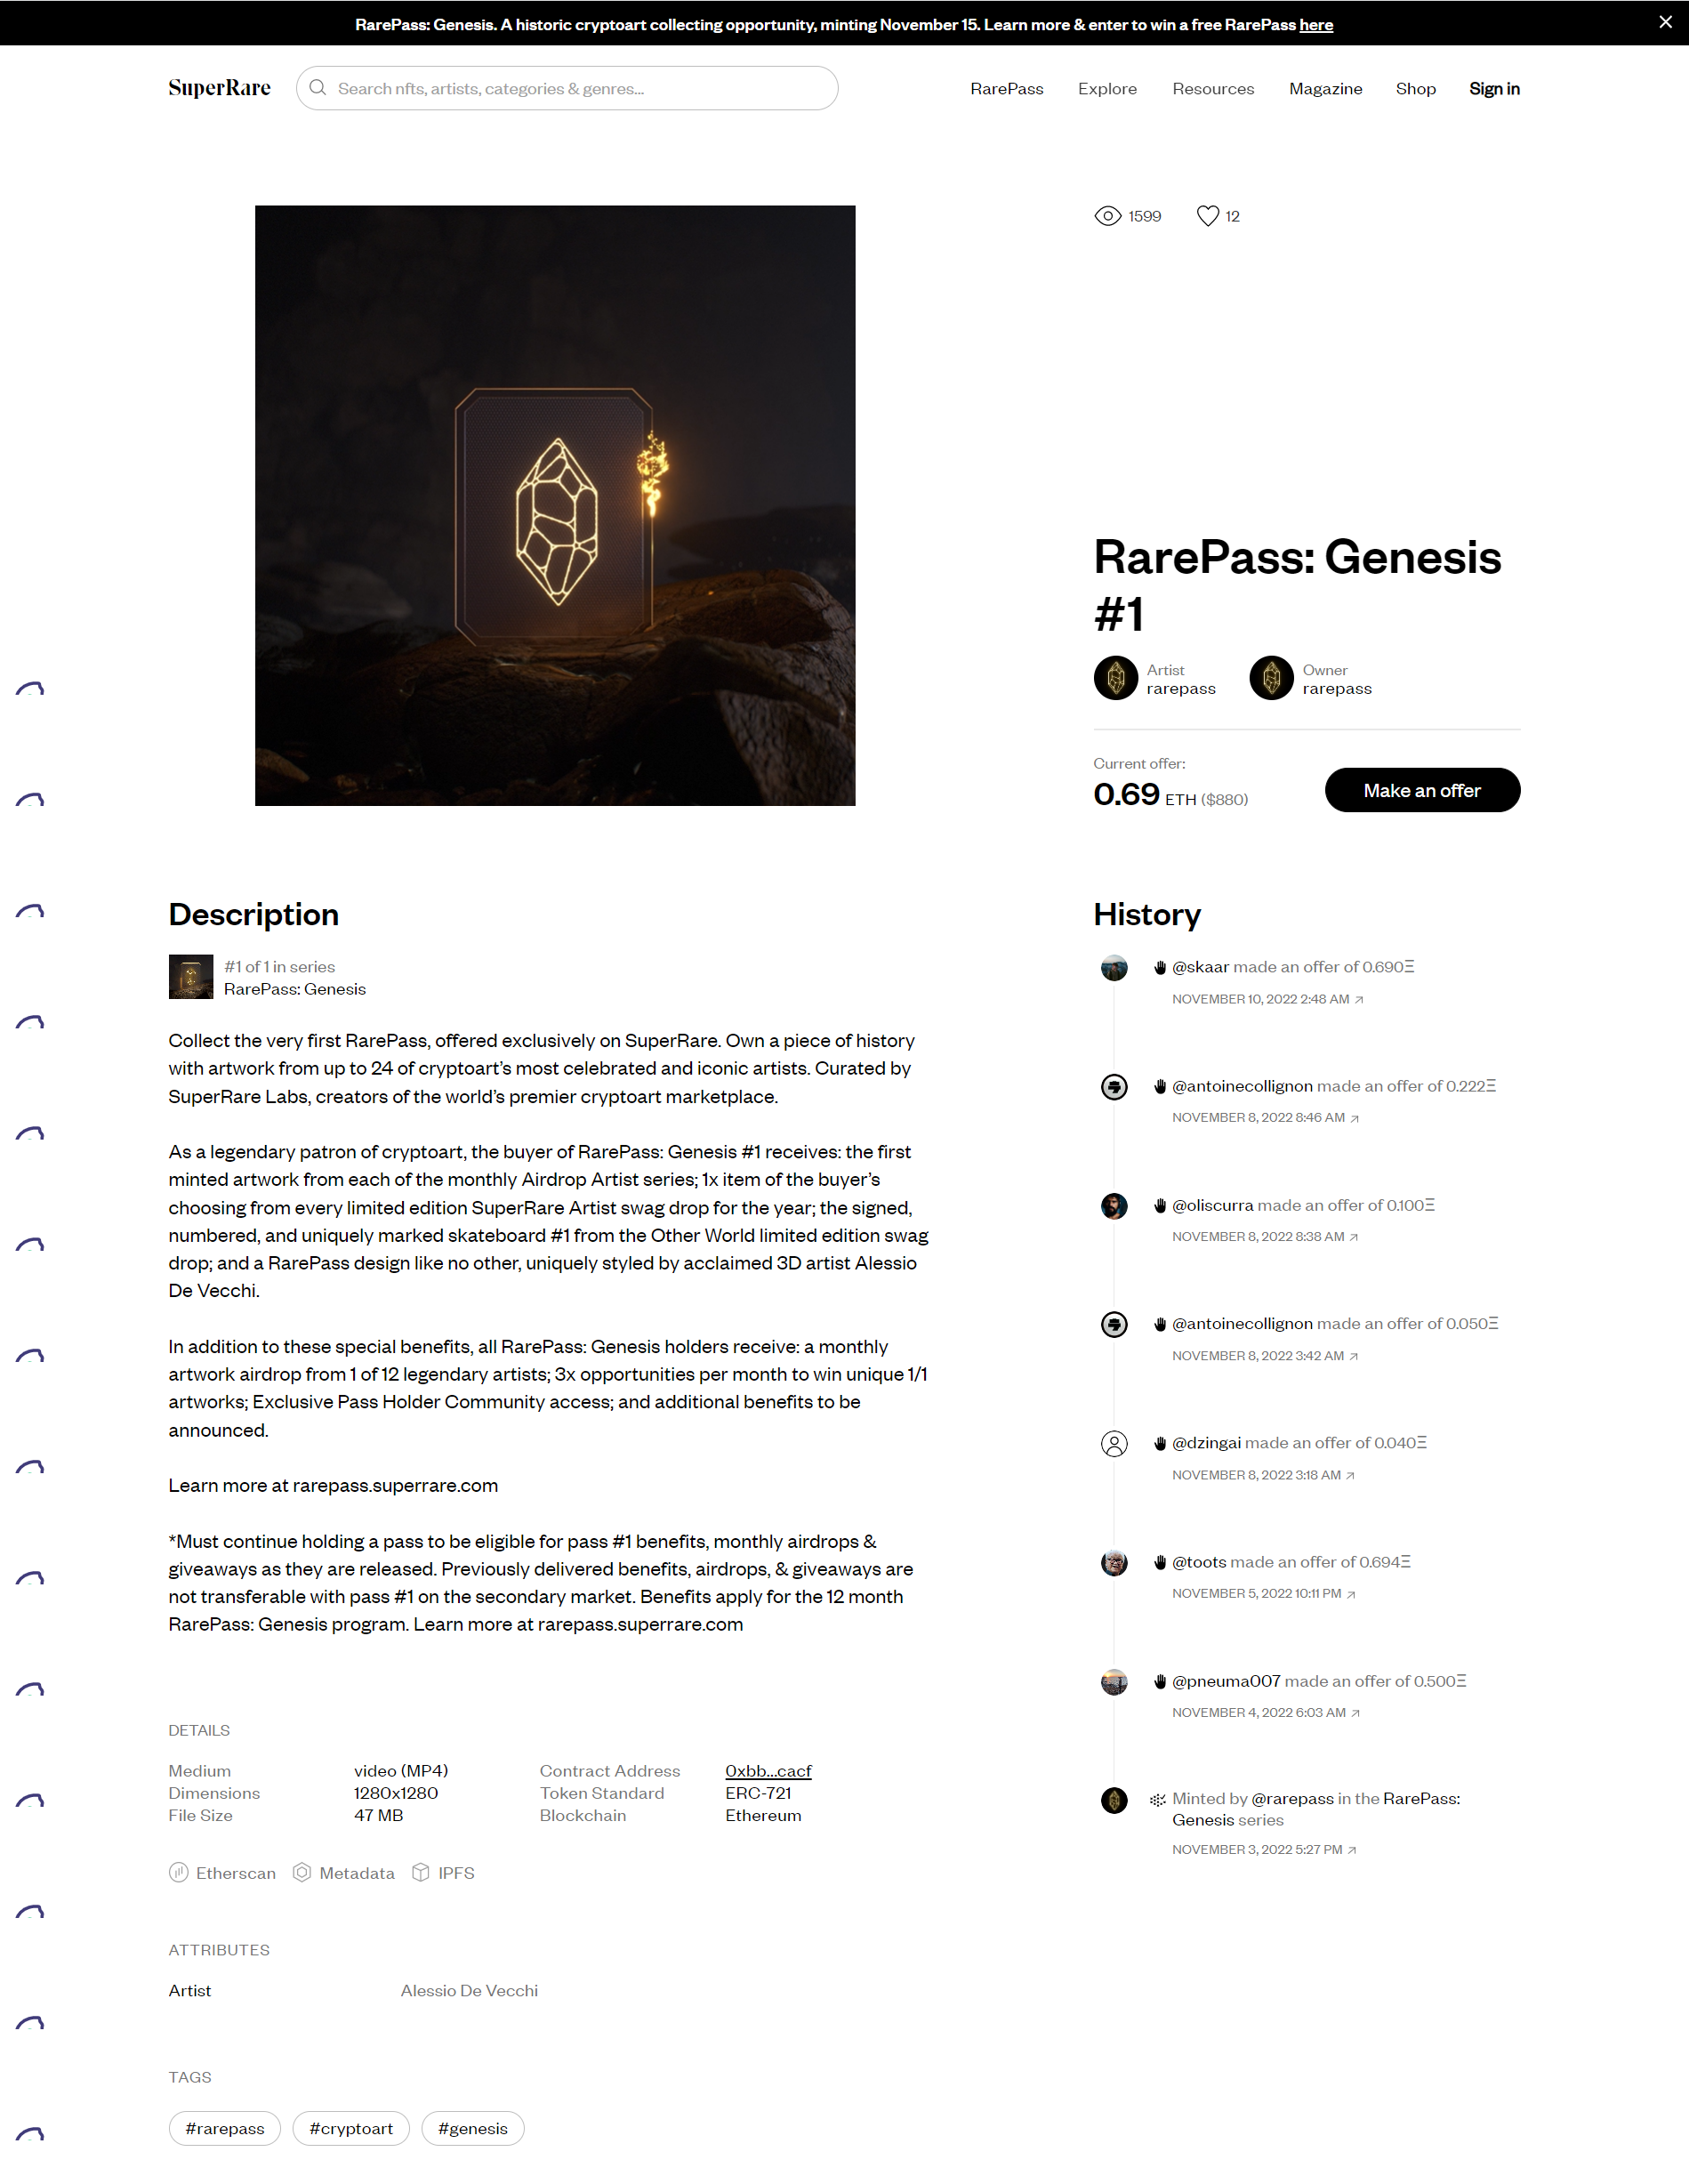 RarePass: Genesis. A historic cryptoart collecting opportunity, minting November 15. Learn more & enter to win a free RarePass here
SuperRare
Search nfts, artists, categories & genres...
RarePass
Explore
Resources
Magazine
Shop
Sign in
1599
12
RarePass: Genesis
#1
Artist
rarepass
Owner
rarepass
Current offer:
0.69 ETH ($880)
Make an offer
Description
#1 of 1 in series
RarePass: Genesis
Collect the very first RarePass, offered exclusively on SuperRare. Own a piece of history
with artwork from up to 24 of cryptoart’s most celebrated and iconic artists. Curated by
SuperRare Labs, creators of the world’s premier cryptoart marketplace.
As a legendary patron of cryptoart, the buyer of RarePass: Genesis #1 receives: the first
minted artwork from each of the monthly Airdrop Artist series; 1x item of the buyer’s
choosing from every limited edition SuperRare Artist swag drop for the year; the signed,
numbered, and uniquely marked skateboard #1 from the Other World limited edition swag
drop; and a RarePass design like no other, uniquely styled by acclaimed 3D artist Alessio
De Vecchi.
In addition to these special benefits, all RarePass: Genesis holders receive: a monthly
artwork airdrop from 1 of 12 legendary artists; 3x opportunities per month to win unique 1/1
artworks; Exclusive Pass Holder Community access; and additional benefits to be
announced.
Learn more at rarepass.superrare.com
*Must continue holding a pass to be eligible for pass #1 benefits, monthly airdrops &
giveaways as they are released. Previously delivered benefits, airdrops, & giveaways are
not transferable with pass #1 on the secondary market. Benefits apply for the 12 month
RarePass: Genesis program. Learn more at rarepass.superrare.com
DETAILS
Medium video (MP4) Contract Address 0xbb...cacf
Dimensions 1280x1280 Token Standard ERC-721
File Size 47 MB Blockchain Ethereum
Etherscan Metadata IPFS
ATTRIBUTES
Artist Alessio De Vecchi
TAGS
#rarepass #cryptoart #genesis
History
@skaar made an offer of 0.690Ξ
NOVEMBER 10, 2022 2:48 AM ↗
@antoinecollignon made an offer of 0.222Ξ
NOVEMBER 8, 2022 8:46 AM ↗
@oliscurra made an offer of 0.100Ξ
NOVEMBER 8, 2022 8:38 AM ↗
@antoinecollignon made an offer of 0.050Ξ
NOVEMBER 8, 2022 3:42 AM ↗
@dzingai made an offer of 0.040Ξ
NOVEMBER 8, 2022 3:18 AM ↗
@toots made an offer of 0.694Ξ
NOVEMBER 5, 2022 10:11 PM ↗
@pneuma007 made an offer of 0.500Ξ
NOVEMBER 4, 2022 6:03 AM ↗
Minted by @rarepass in the RarePass:
Genesis series
NOVEMBER 3, 2022 5:27 PM ↗